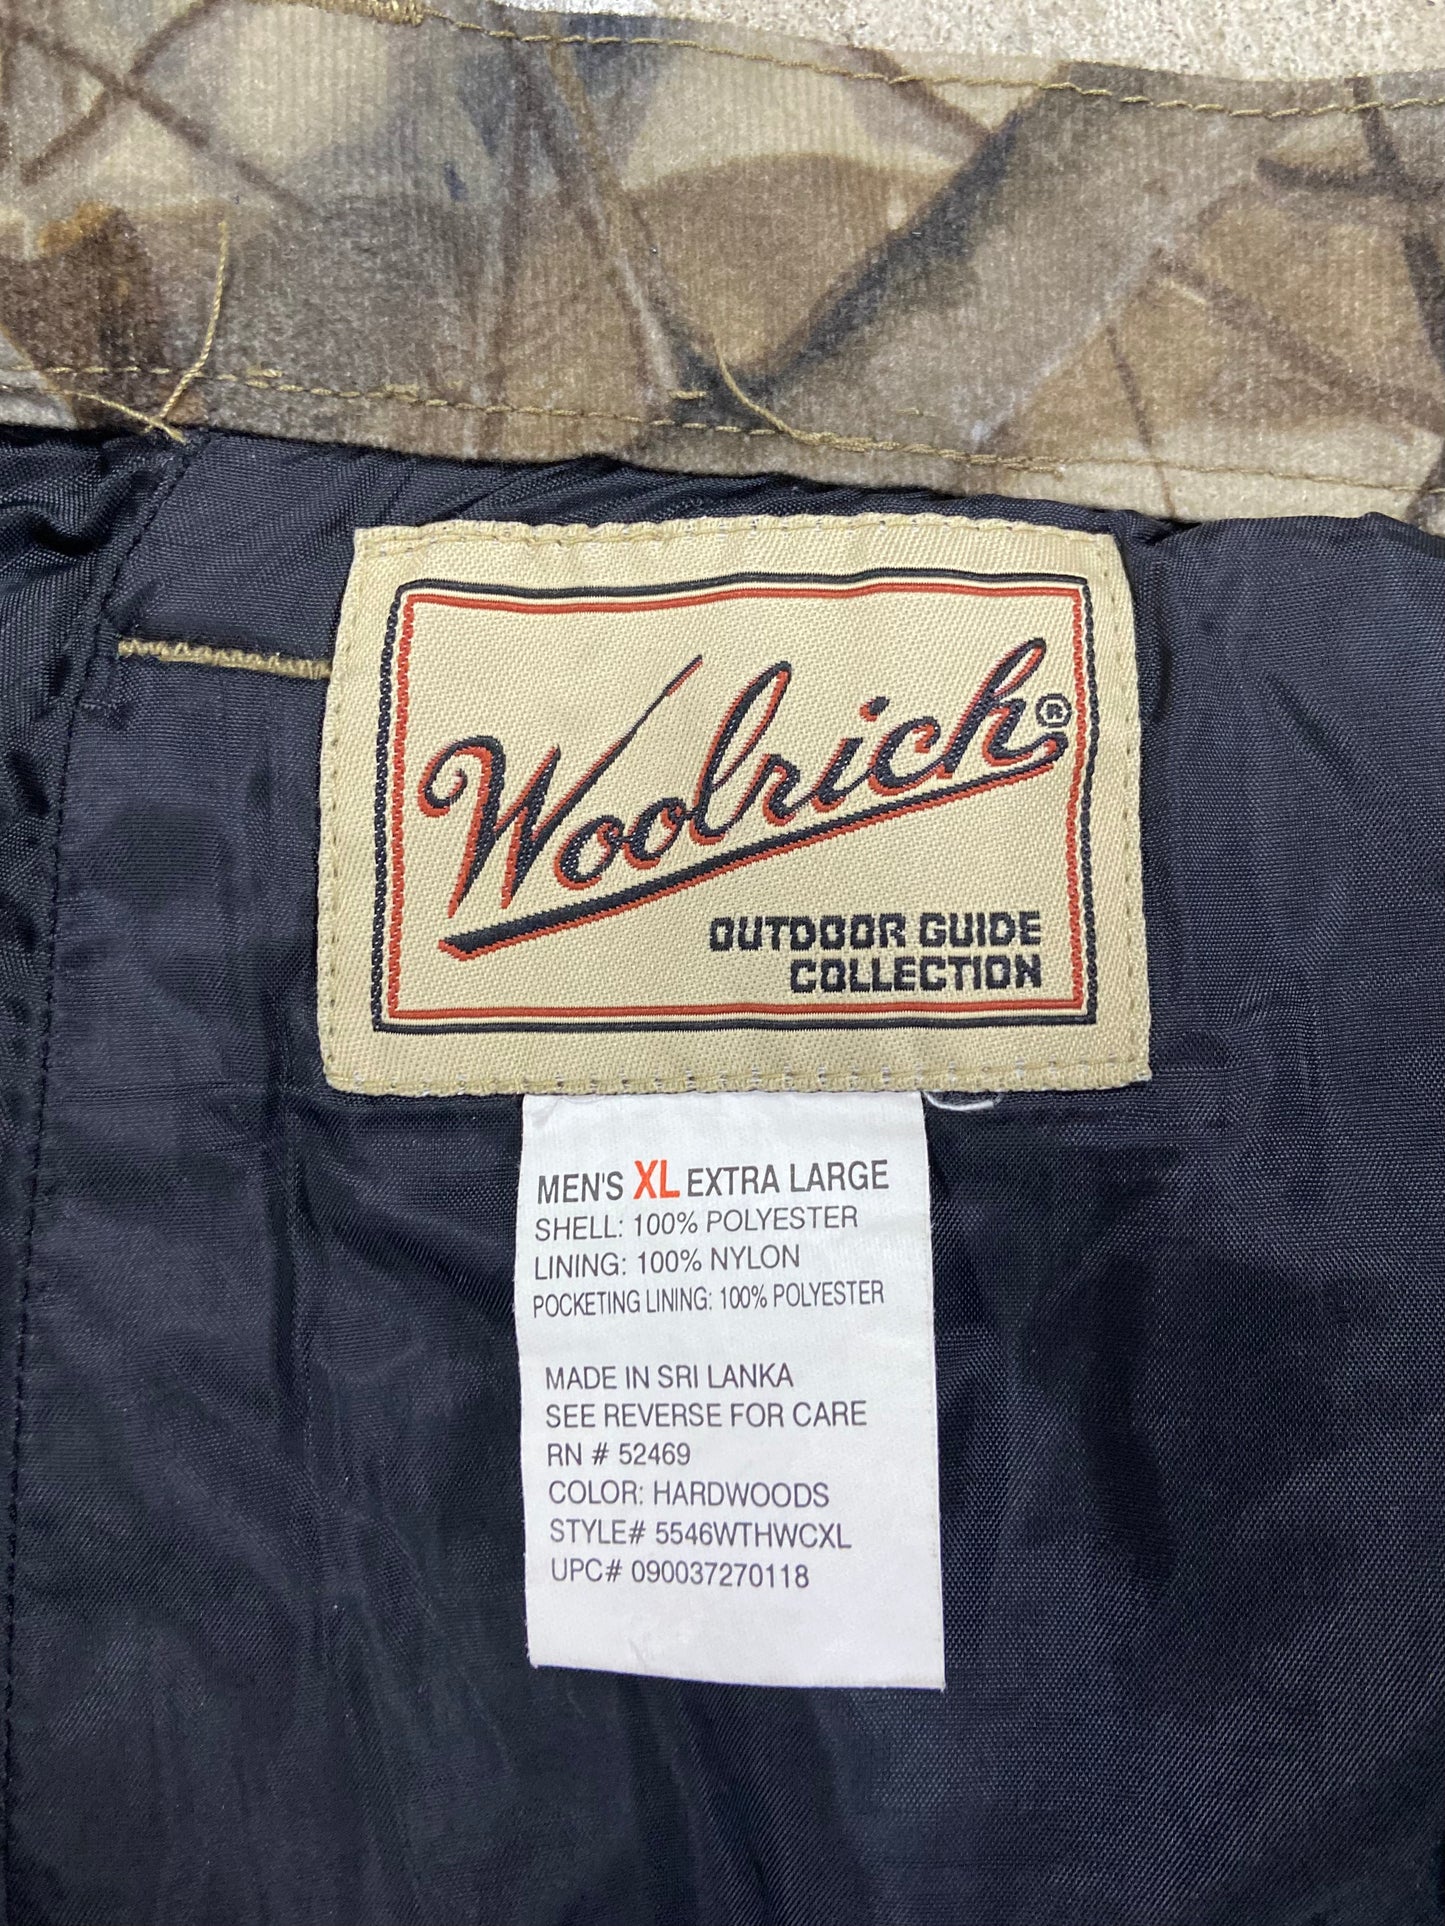 Woolrich®
OUTDOOR GUIDE
COLLECTION
MEN'S XL EXTRA LARGE
SHELL: 100% POLYESTER
LINING: 100% NYLON
POCKETING LINING: 100% POLYESTER
MADE IN SRI LANKA
SEE REVERSE FOR CARE
RN # 52469
COLOR: HARDWOODS
STYLE# 5546WTHWCXL
UPC# 090037270118